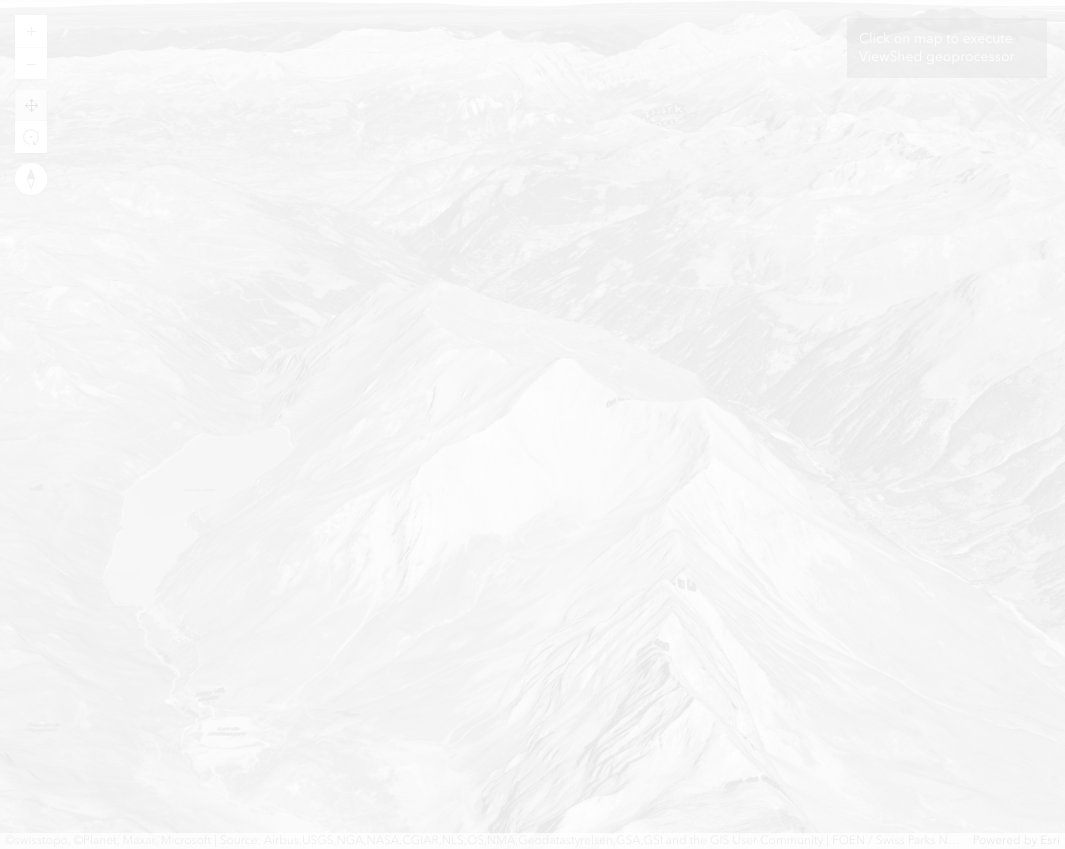 Click on map to execute
ViewShed geoprocessor
©swisstopo, ©Planet, Maxar, Microsoft | Source: Airbus,USGS,NGA,NASA,CGIAR,NLS,OS,NMA,Geodatastyrelsen,GSA,GSI and the GIS User Community | FOEN / Swiss Parks N... Powered by Esri